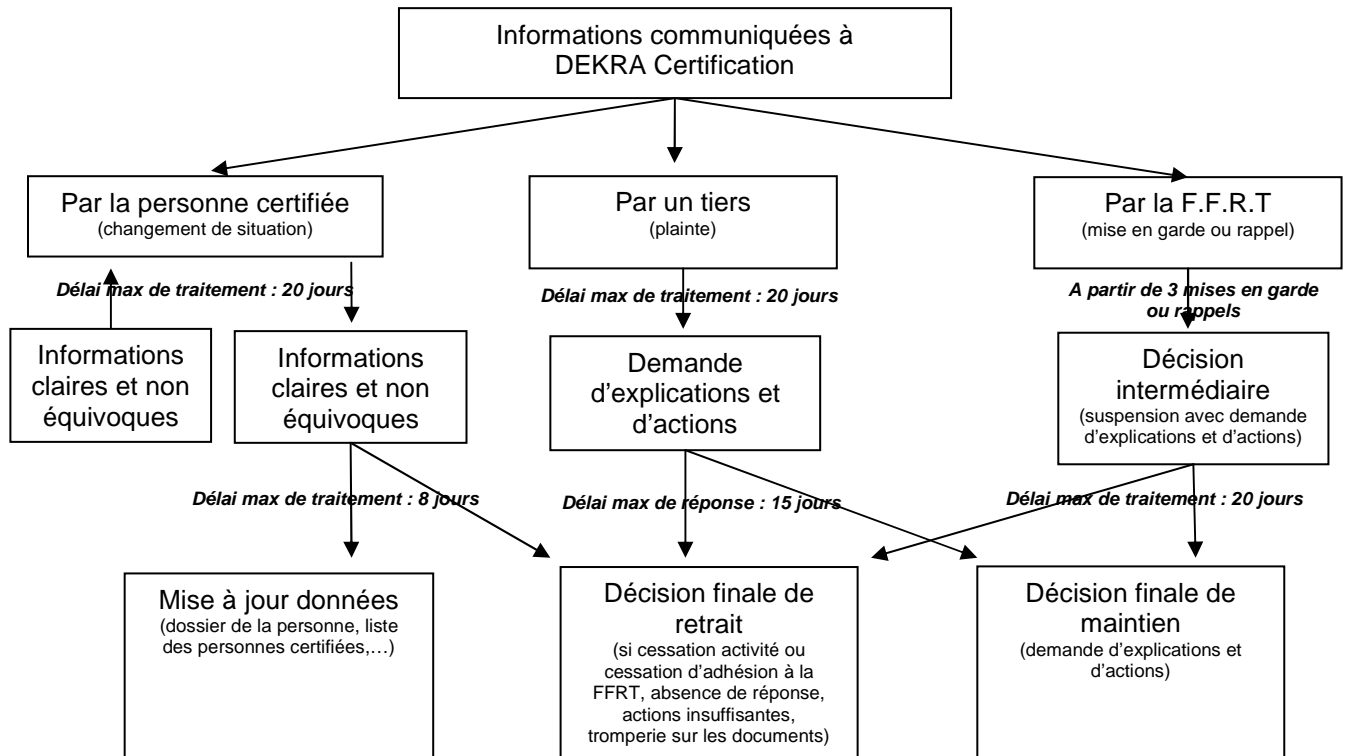 Informations communiquées à
DEKRA Certification
Par la personne certifiée
(changement de situation)
Par un tiers
(plainte)
Par la F.F.R.T
(mise en garde ou rappel)
Délai max de traitement : 20 jours
Délai max de traitement : 20 jours
A partir de 3 mises en garde
ou rappels
Informations
claires et non
équivoques
Informations
claires et non
équivoques
Demande
d’explications et
d’actions
Décision
intermédiaire
(suspension avec demande
d’explications et d’actions)
Délai max de traitement : 8 jours
Délai max de réponse : 15 jours
Délai max de traitement : 20 jours
Mise à jour données
(dossier de la personne, liste
des personnes certifiées,…)
Décision finale de
retrait
(si cessation activité ou
cessation d’adhésion à la
FFRT, absence de réponse,
actions insuffisantes,
tromperie sur les documents)
Décision finale de
maintien
(demande d’explications et
d’actions)